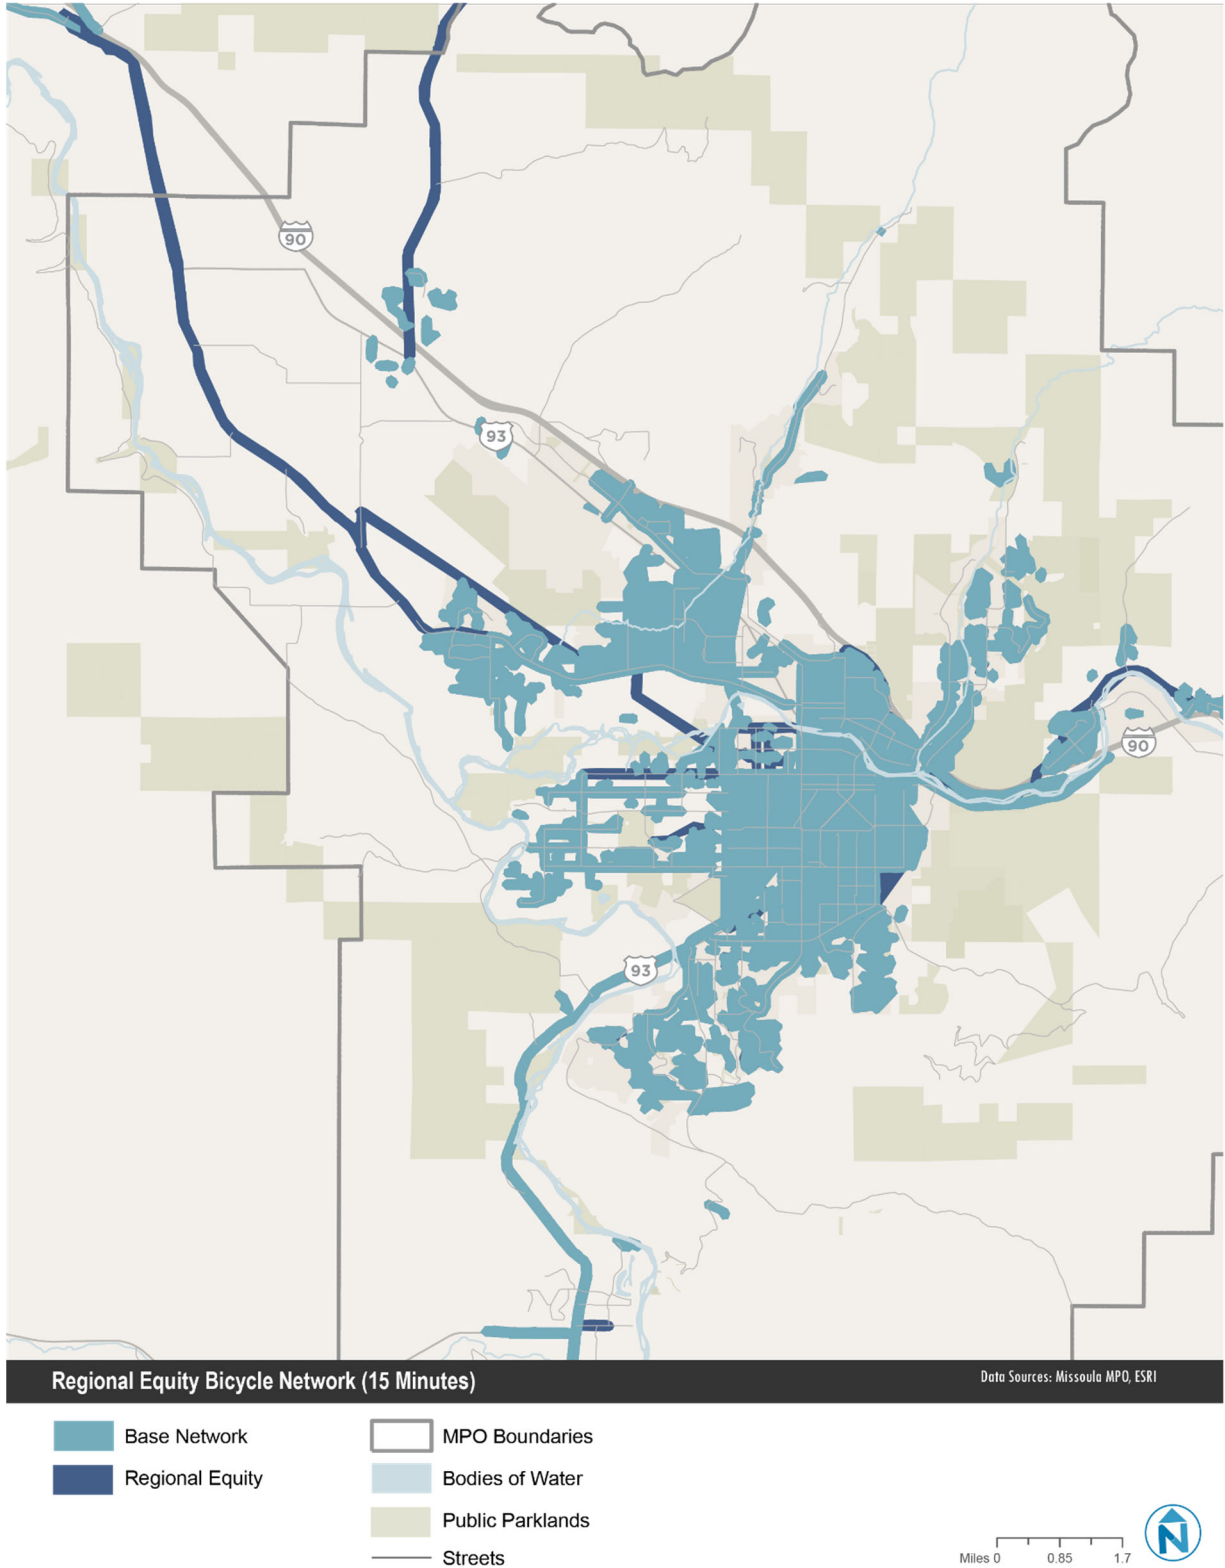 90
93
90
93
Regional Equity Bicycle Network (15 Minutes)
Data Sources: Missoula MPO, ESRI
Base Network
MPO Boundaries
Regional Equity
Bodies of Water
Public Parklands
Streets
N
Miles 0 0.85 1.7